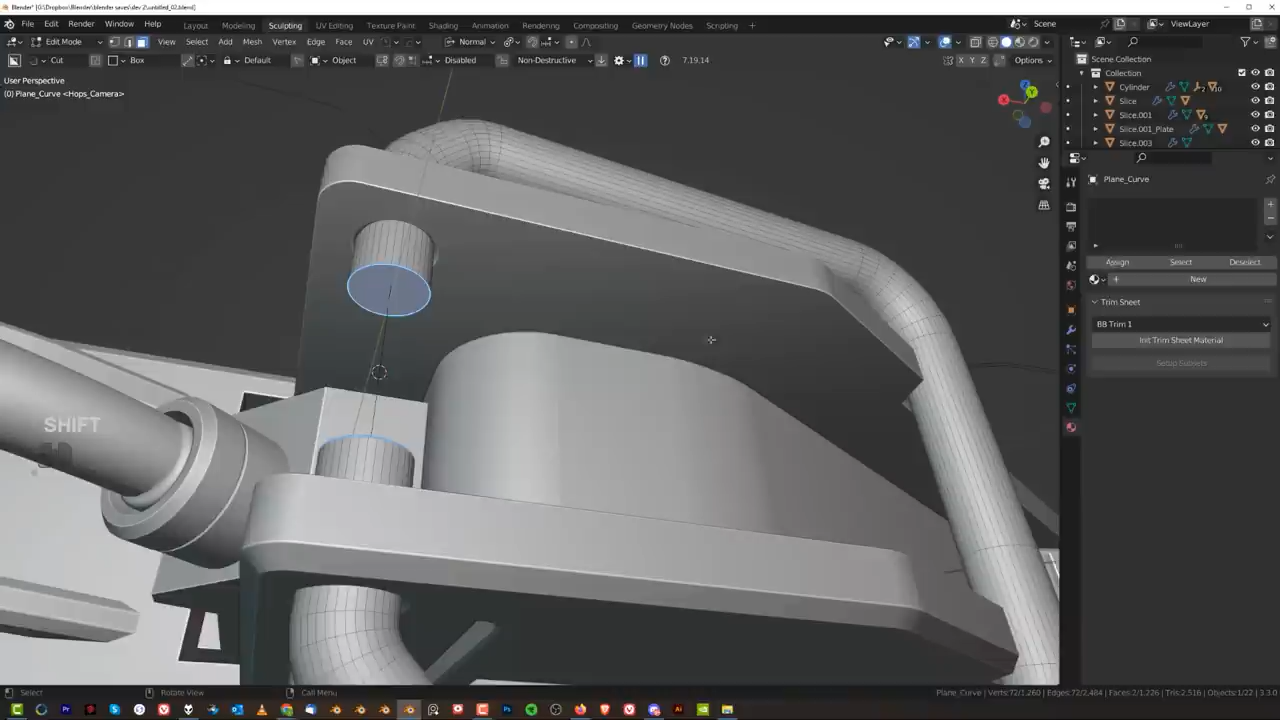 Blender* [G:\Dropbox\Blender\blender saves\dev 2\untitled_02.blend]
File Edit Render Window Help Layout Modeling Sculpting UV Editing Texture Paint Shading Animation Rendering Compositing Geometry Nodes Scripting Scene ViewLayer
Edit Mode View Select Add Mesh Vertex Edge Face UV Normal
Cut Box Default Object Disabled Non-Destructive 7.19.14 X Y Z Options
User Perspective
(0) Plane_Curve <Hops_Camera>
Scene Collection
Collection
Cylinder
Slice
Slice.001
Slice.001_Plate
Slice.003
Plane_Curve
Assign Select Deselect
New
Trim Sheet
BB Trim 1
Init Trim Sheet Material
Setup Subsets
SHIFT
Select Rotate View Call Menu Plane_Curve | Verts:72/1,260 | Edges:72/2,484 | Faces:2/1,226 | Tris:2,516 | Objects:1/22 | 3.3.0